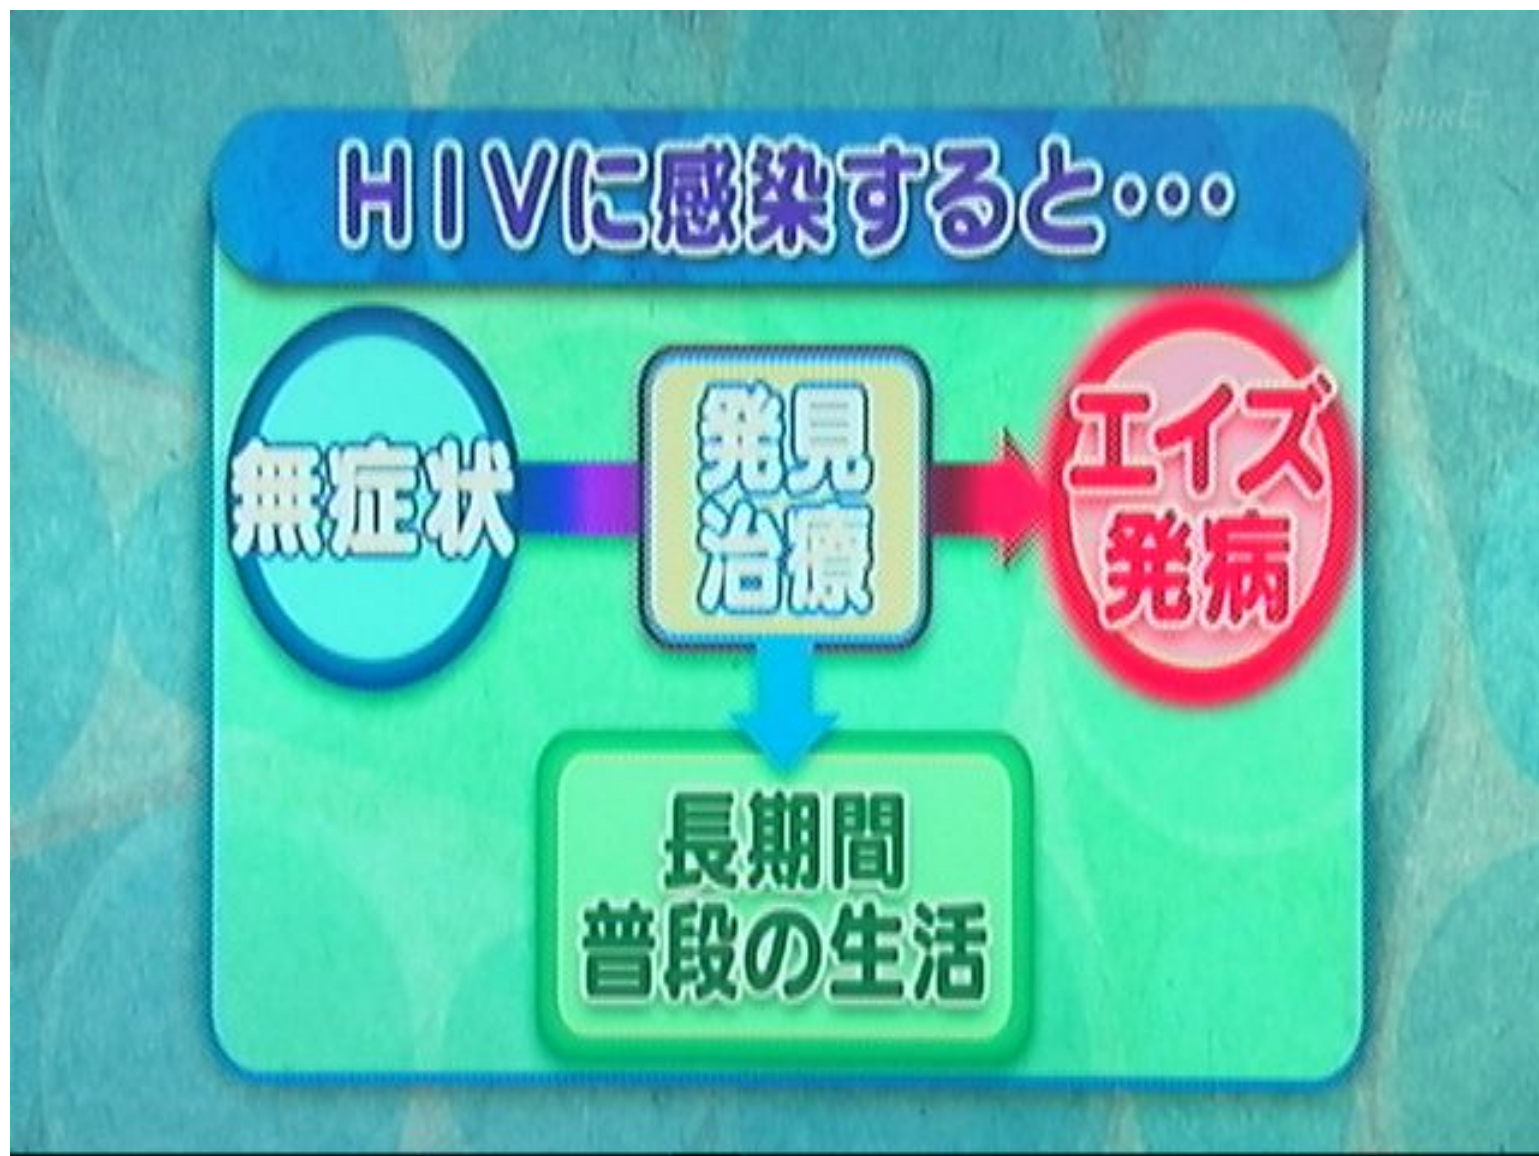 NHK E
HIVに感染すると・・・
無症状
発見
治療
エイズ
発病
長期間
普段の生活